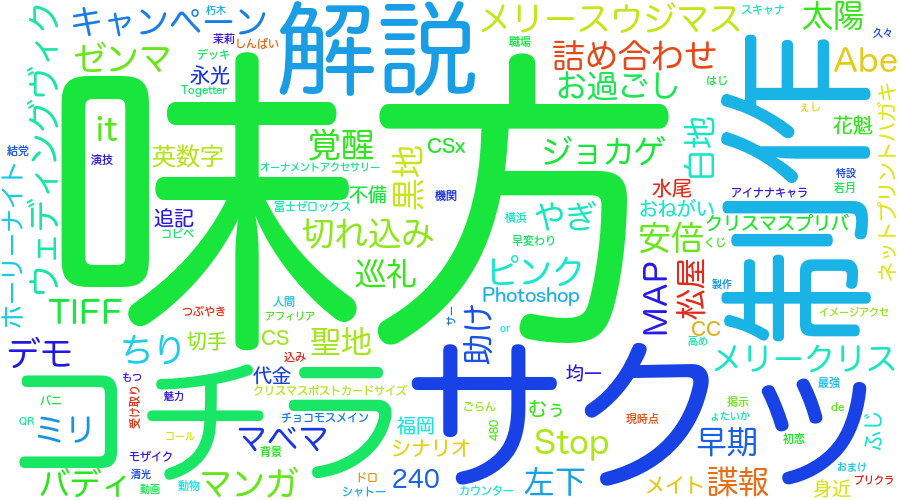 味方
制作
サクッ
コチラ
解説
キャンペーン
朽木
茉莉
しんぱい
メリースウジマス
スキャナ
太陽
久々
ゼンマ
デッキ
永光
Togetter
職場
詰め合わせ
お過ごし
Abe
はじ
えし
花魁
ウェディングヴィク
it
結党
演技
英数字
覚醒
オーナメントアクセサリー
CSx
ジョカゲ
白地
特設
若月
アイナナキャラ
ネットプリントハガキ
ホーリーナイト
追記
コピペ
富士ゼロックス
不備
黒地
機関
水尾
おねがい
クリスマスプリパ
横浜
やぎ
早変わり
切れ込み
安倍
くじ
TIFF
つぶやき
人間
アフィリア
巡礼
ピンク
Photoshop
MAP
松屋
製作
イメージアクセ
CC
高め
サー
or
デモ
ちり
切手
CS
聖地
助け
メリークリス
込み
代金
クリスマスポストカードサイズ
均一
バニ
QR
ミリ
もつ
受け取り
魅力
チョコモスメイン
コール
マベマ
背景
福岡
ごらん
480
むぅ
現時点
掲示
ょたいか
最強
de
初恋
ふじ
モザイク
清光
シナリオ
Stop
早期
おまけ
バディ
動画
動物
マンガ
ドロ
シャトー
240
カウンター
左下
メイト
諜報
身近
プリクラ